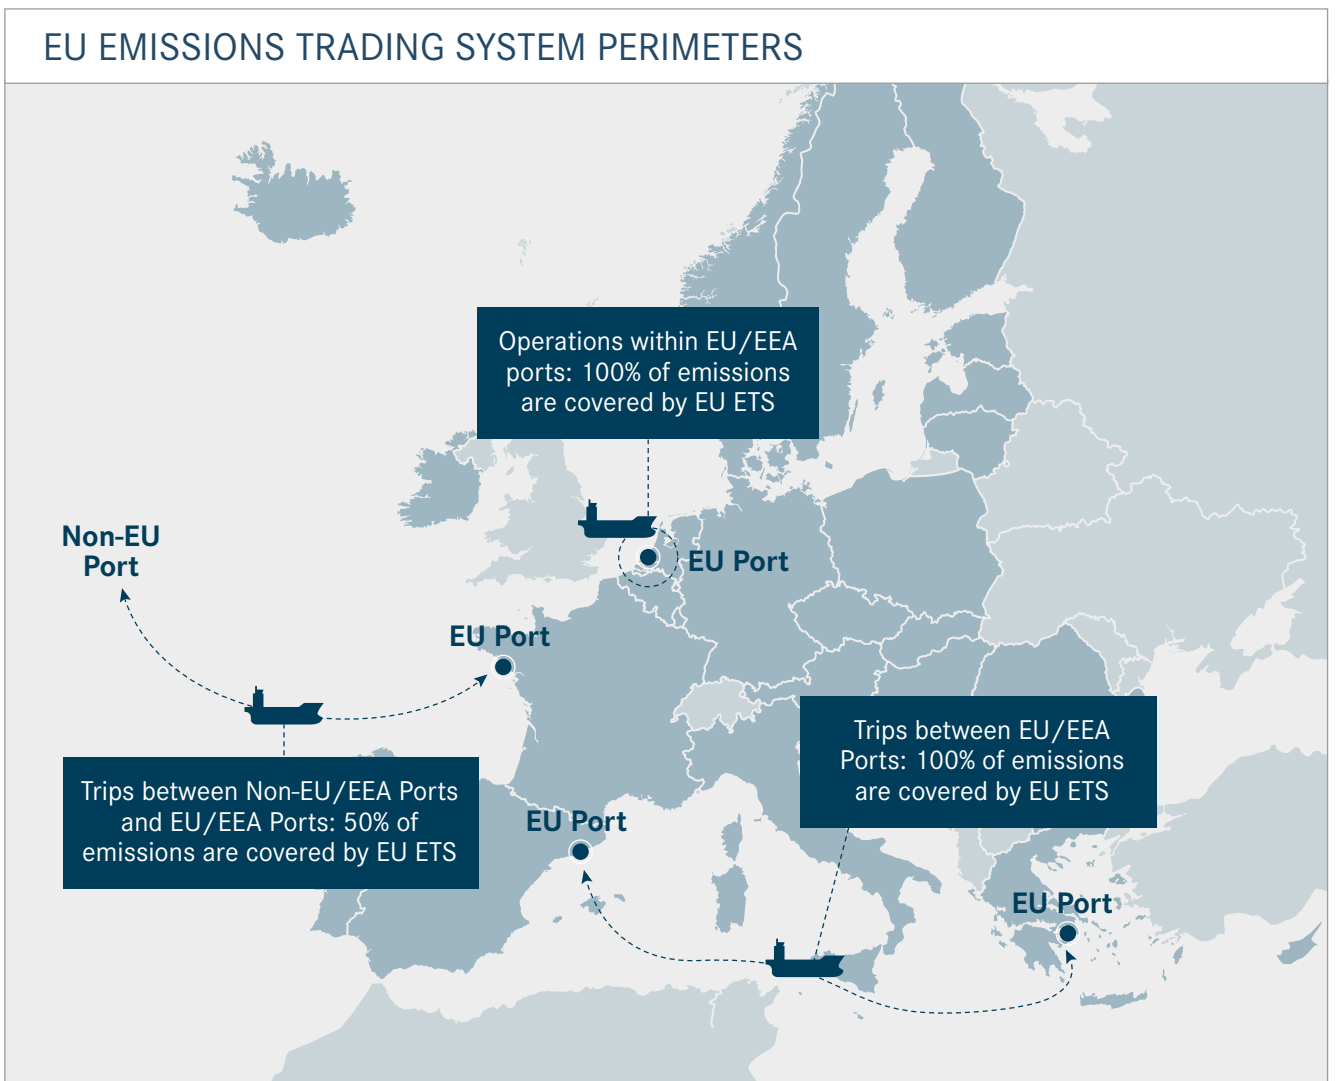 EU EMISSIONS TRADING SYSTEM PERIMETERS
Operations within EU/EEA
ports: 100% of emissions
are covered by EU ETS
Non-EU
Port
EU Port
EU Port
Trips between EU/EEA
Ports: 100% of emissions
are covered by EU ETS
Trips between Non-EU/EEA Ports
and EU/EEA Ports: 50% of
emissions are covered by EU ETS
EU Port
EU Port